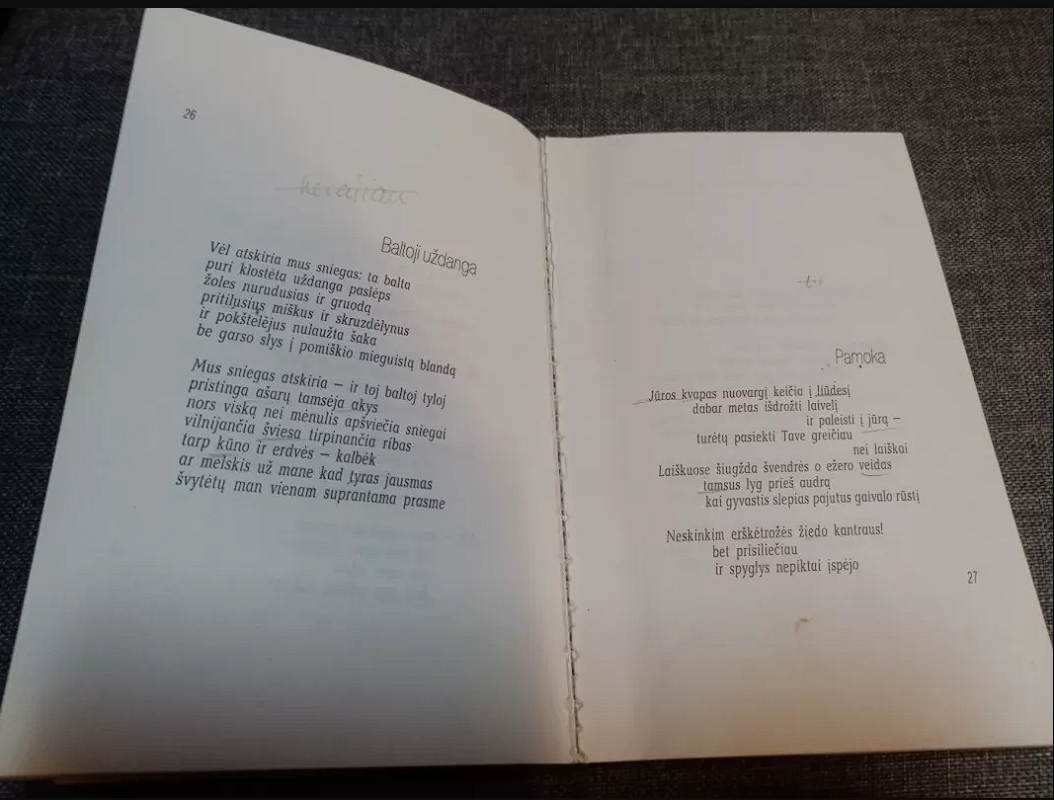 26
Baltoji uždanga
Vėl atskiria mus sniegas: ta balta
puri klostėta uždanga paslėps
žoles nurudusias ir gruodą
pritilusius miškus ir skruzdėlynus
ir pokštelėjus nulaužta šaka
be garso slys į pomiškio mieguistą blandą
Mus sniegas atskiria – ir toj baltoj tyloj
pristinga ašarų tamsėja akys
nors viską nei mėnulis apšviečia sniegai
vilnijančia šviesa tirpinančia ribas
tarp kūno ir erdvės – kalbėk
ar melskis už mane kad tyras jausmas
švytėtų man vienam suprantama prasme
Pamoka
Jūros kvapas nuovargį keičia į liūdesį
dabar metas išdrožti laivelį
ir paleisti į jūrą –
turėtų pasiekti Tave greičiau
nei laiškai
Laiškuose šiugžda švendrės o ežero veidas
tamsus lyg prieš audrą
kai gyvastis slepias pajutus gaivalo rūstį
Neskinkim erškėtrožės žiedo kantraus!
bet prisiliečiau
ir spyglys nepiktai įspėjo
27